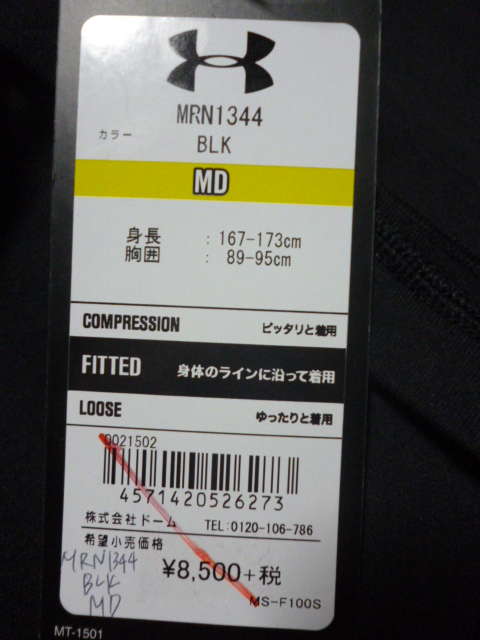 MRN1344
カラー
BLK
MD
身長 : 167-173cm
胸囲 : 89-95cm
COMPRESSION ピッタリと着用
FITTED 身体のラインに沿って着用
LOOSE ゆったりと着用
0021502
4571420526273
株式会社ドーム TEL:0120-106-786
希望小売価格
¥8,500+税
MRN1344
BLK
MD
MS-F100S
MT-1501